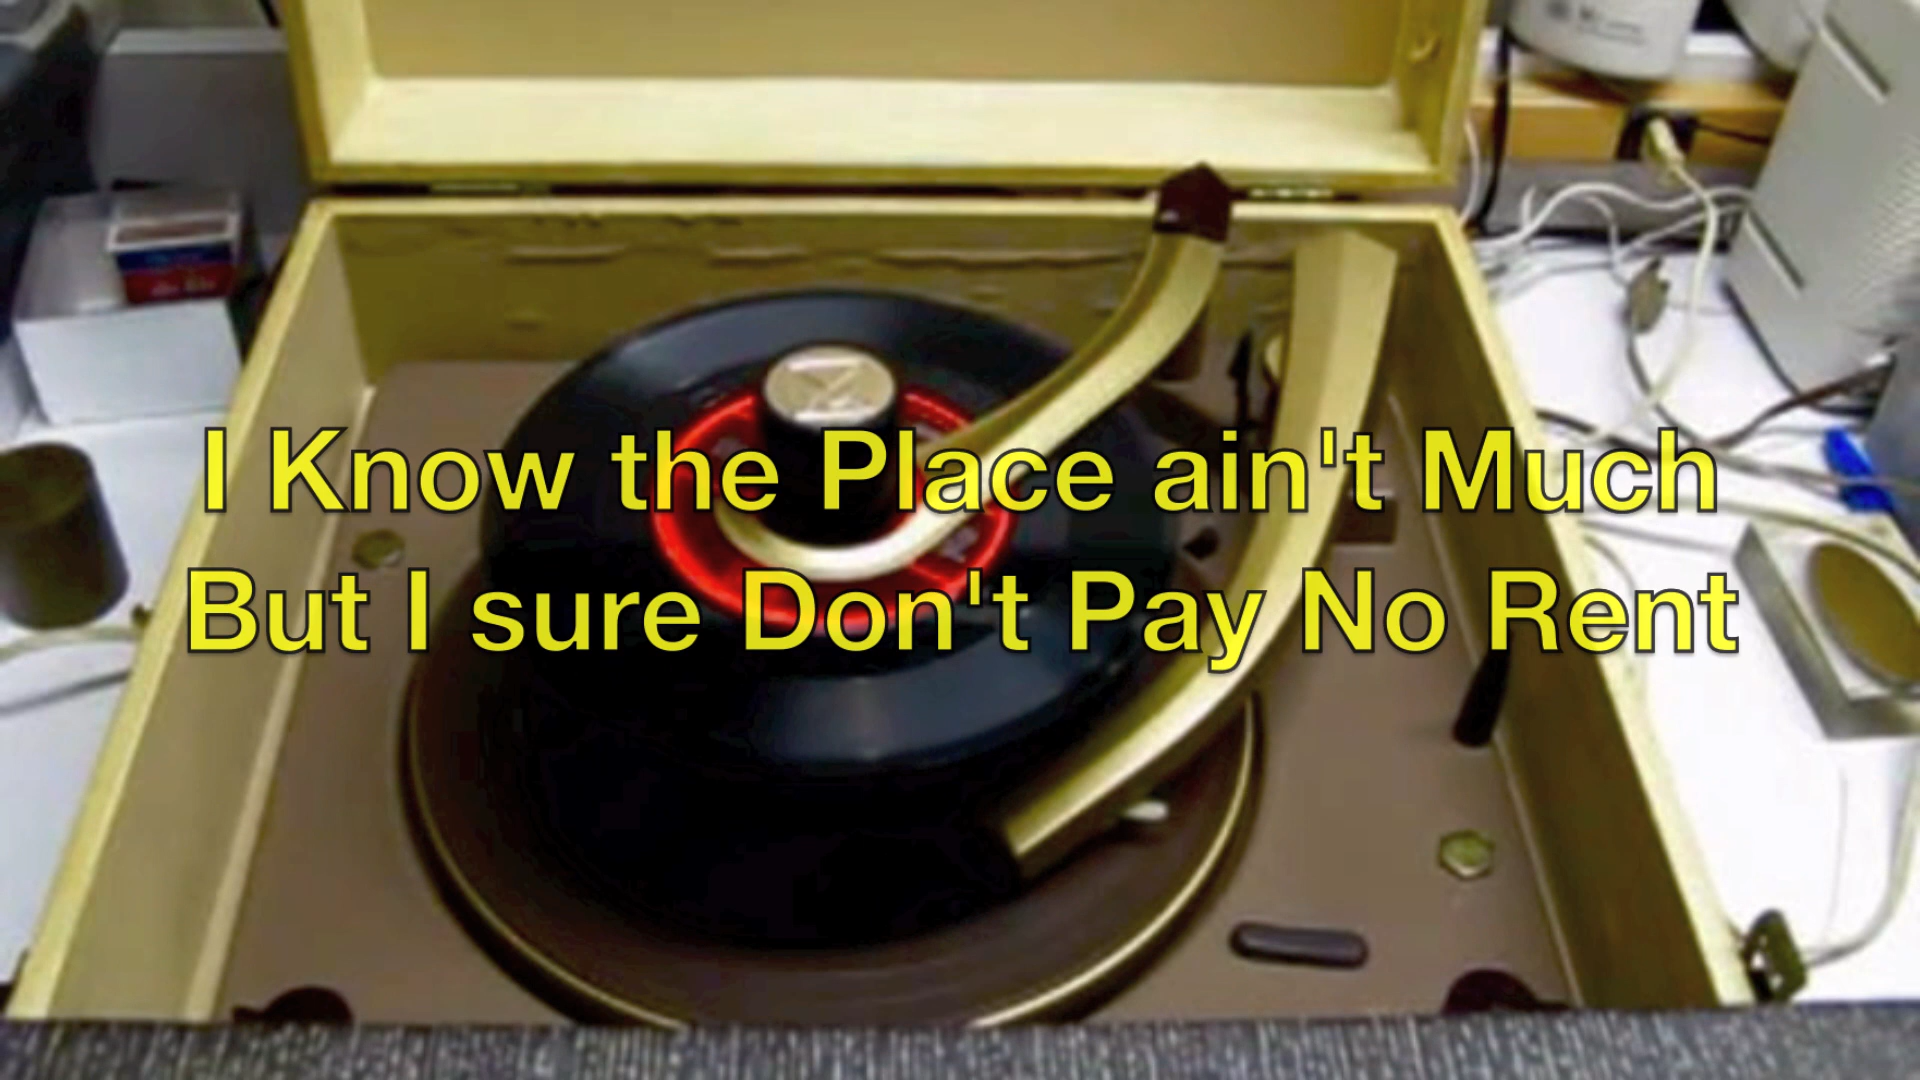 I Know the Place ain't Much
But I sure Don't Pay No Rent